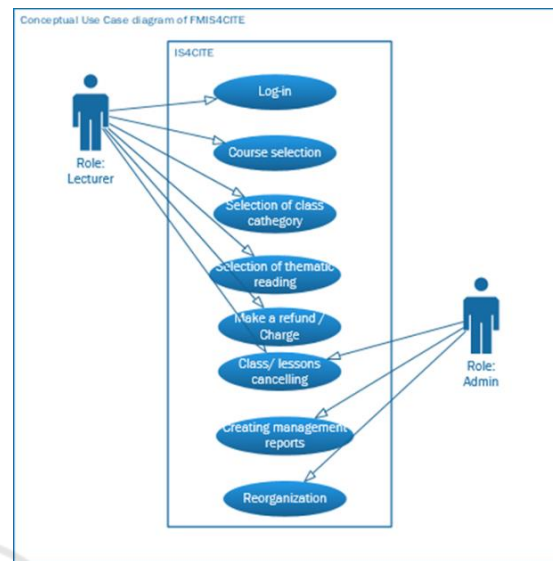 Conceptual Use Case diagram of FMIS4CITE
IS4CITE
Log-in
Role:
Lecturer
Course selection
Selection of class
cathegory
Selection of thematic
reading
Make a refund /
Charge
Class/ lessons
cancelling
Role:
Admin
Creating management
reports
Reorganization